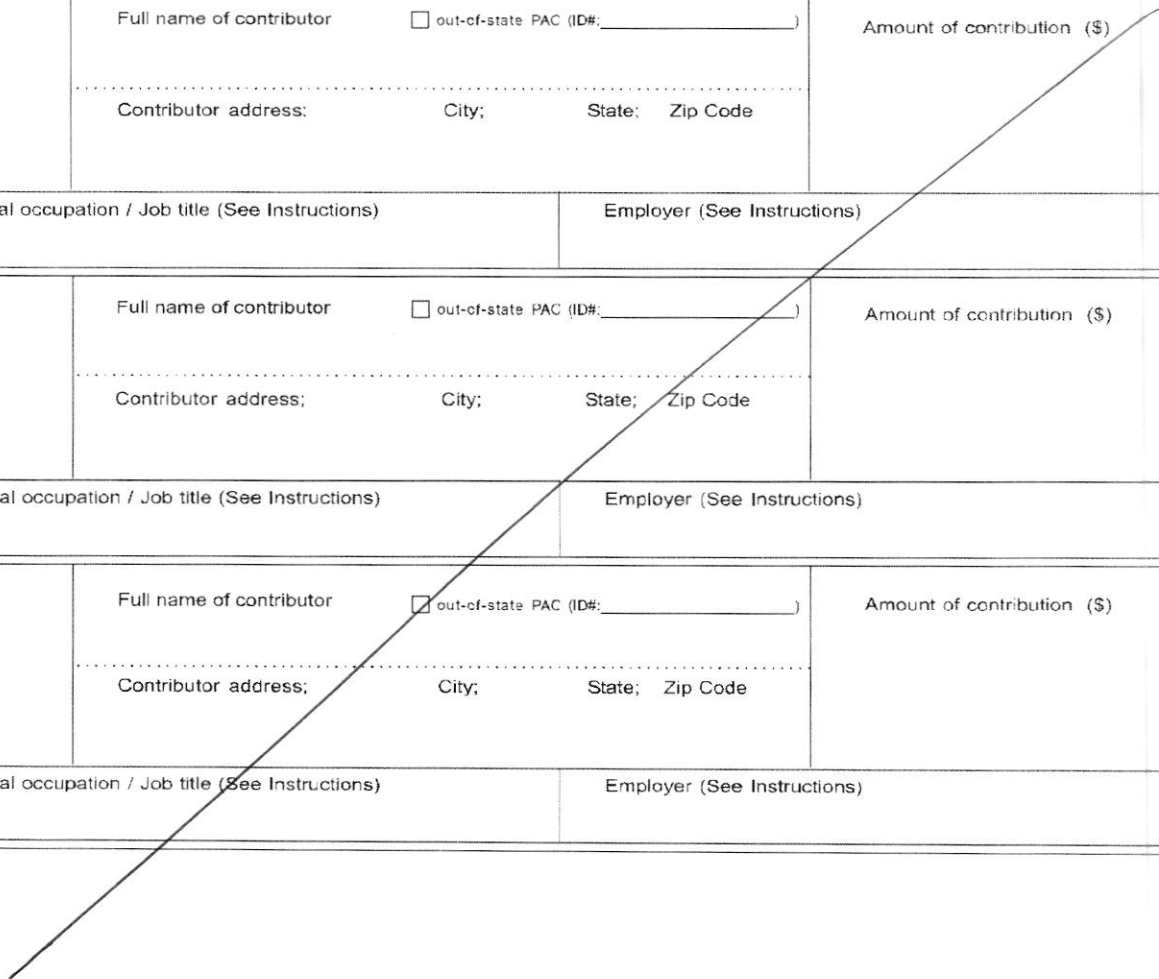 Full name of contributor out-of-state PAC (ID#: ) Amount of contribution ($)
Contributor address; City; State; Zip Code
al occupation / Job title (See Instructions) Employer (See Instructions)
Full name of contributor out-of-state PAC (ID#: ) Amount of contribution ($)
Contributor address; City; State; Zip Code
al occupation / Job title (See Instructions) Employer (See Instructions)
Full name of contributor out-of-state PAC (ID#: ) Amount of contribution ($)
Contributor address; City; State; Zip Code
al occupation / Job title (See Instructions) Employer (See Instructions)